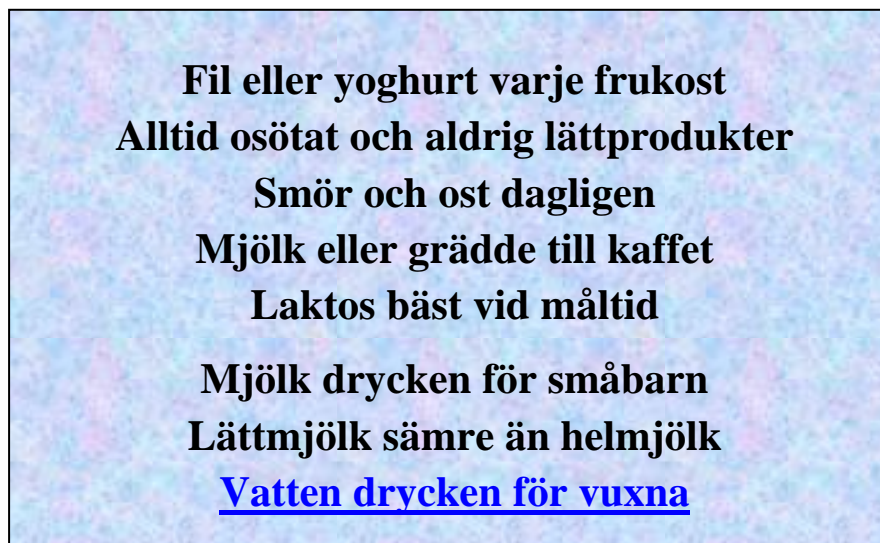 Fil eller yoghurt varje frukost
Alltid osötat och aldrig lättprodukter
Smör och ost dagligen
Mjölk eller grädde till kaffet
Laktos bäst vid måltid
Mjölk drycken för småbarn
Lättmjölk sämre än helmjölk
Vatten drycken för vuxna